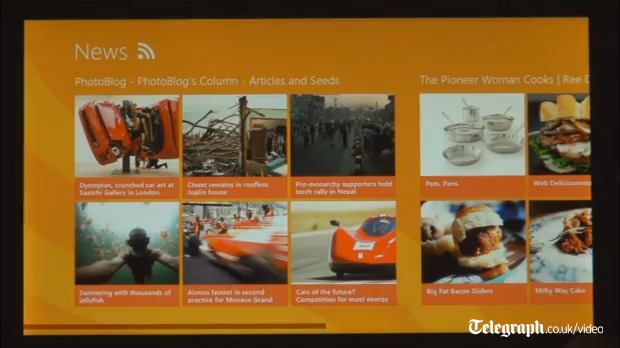 News
PhotoBlog - PhotoBlog's Column - Articles and Seeds
The Pioneer Woman Cooks | Ree D
Dystopian, crunched car art at
Saatchi Gallery in London
Closet remains in roofless
Joplin house
Pro-monarchy supporters hold
torch rally in Nepal
Pots. Pans.
Web Deliciousness
Swimming with thousands of
jellyfish
Alonso fastest in second
practice for Monaco Grand
Cars of the future?
Competition for most energy
Big Fat Bacon Sliders
Milky Way Cake
Telegraph.co.uk/video